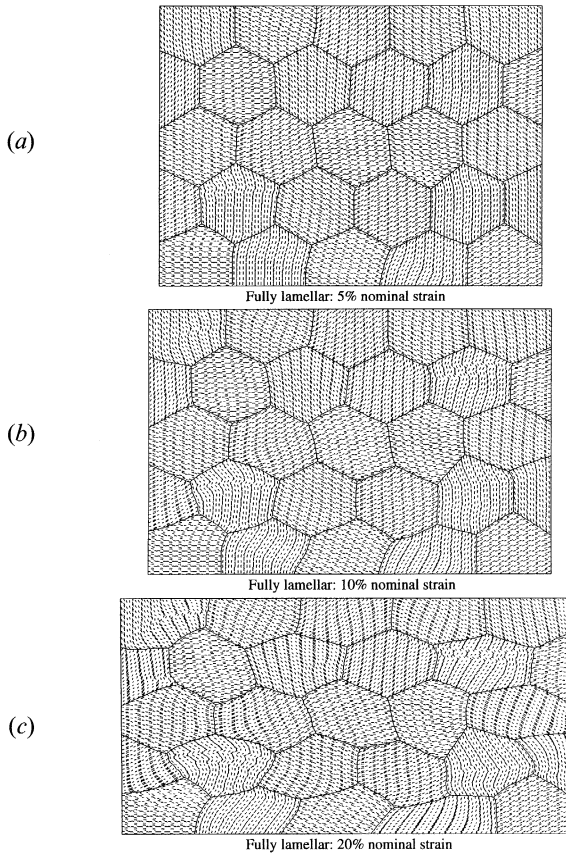 (a)
Fully lamellar: 5% nominal strain
(b)
Fully lamellar: 10% nominal strain
(c)
Fully lamellar: 20% nominal strain